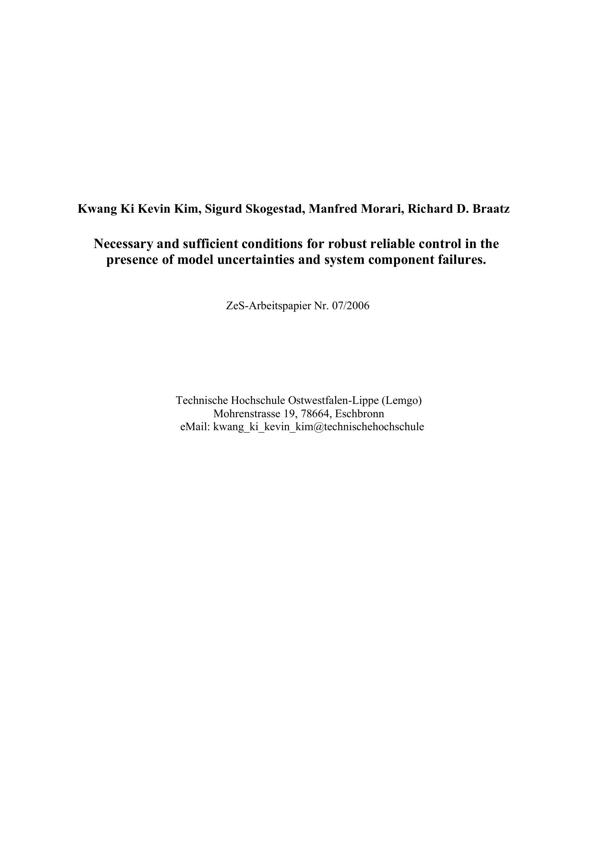 Kwang Ki Kevin Kim, Sigurd Skogestad, Manfred Morari, Richard D. Braatz
Necessary and sufficient conditions for robust reliable control in the
presence of model uncertainties and system component failures.
ZeS-Arbeitspapier Nr. 07/2006
Technische Hochschule Ostwestfalen-Lippe (Lemgo)
Mohrenstrasse 19, 78664, Eschbronn
eMail: kwang_ki_kevin_kim@technischehochschule